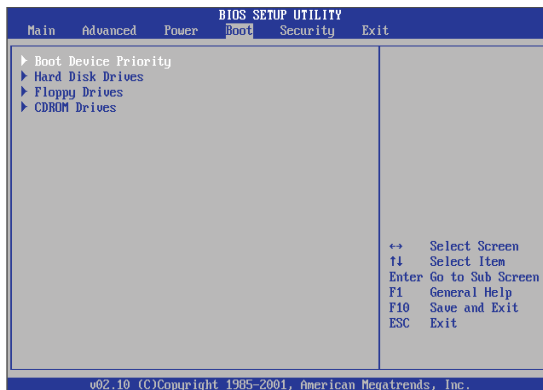 BIOS SETUP UTILITY
Main Advanced Power Boot Security Exit
Boot Device Priority
Hard Disk Drives
Floppy Drives
CDROM Drives
↔ Select Screen
↑↓ Select Item
Enter Go to Sub Screen
F1 General Help
F10 Save and Exit
ESC Exit
v02.10 (C)Copyright 1985-2001, American Megatrends, Inc.